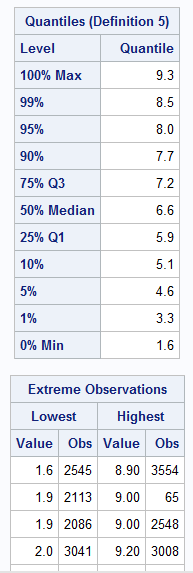 Quantiles (Definition 5)
Level Quantile
100% Max 9.3
99% 8.5
95% 8.0
90% 7.7
75% Q3 7.2
50% Median 6.6
25% Q1 5.9
10% 5.1
5% 4.6
1% 3.3
0% Min 1.6
Extreme Observations
Lowest Highest
Value Obs Value Obs
1.6 2545 8.90 3554
1.9 2113 9.00 65
1.9 2086 9.00 2548
2.0 3041 9.20 3008